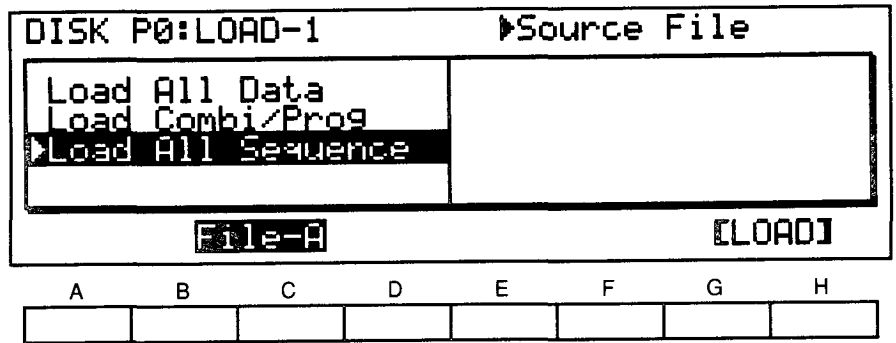 DISK P0:LOAD-1 ▶Source File
Load All Data
Load Combi/Prog
▶Load All Sequence
File-A [LOAD]
A B C D E F G H